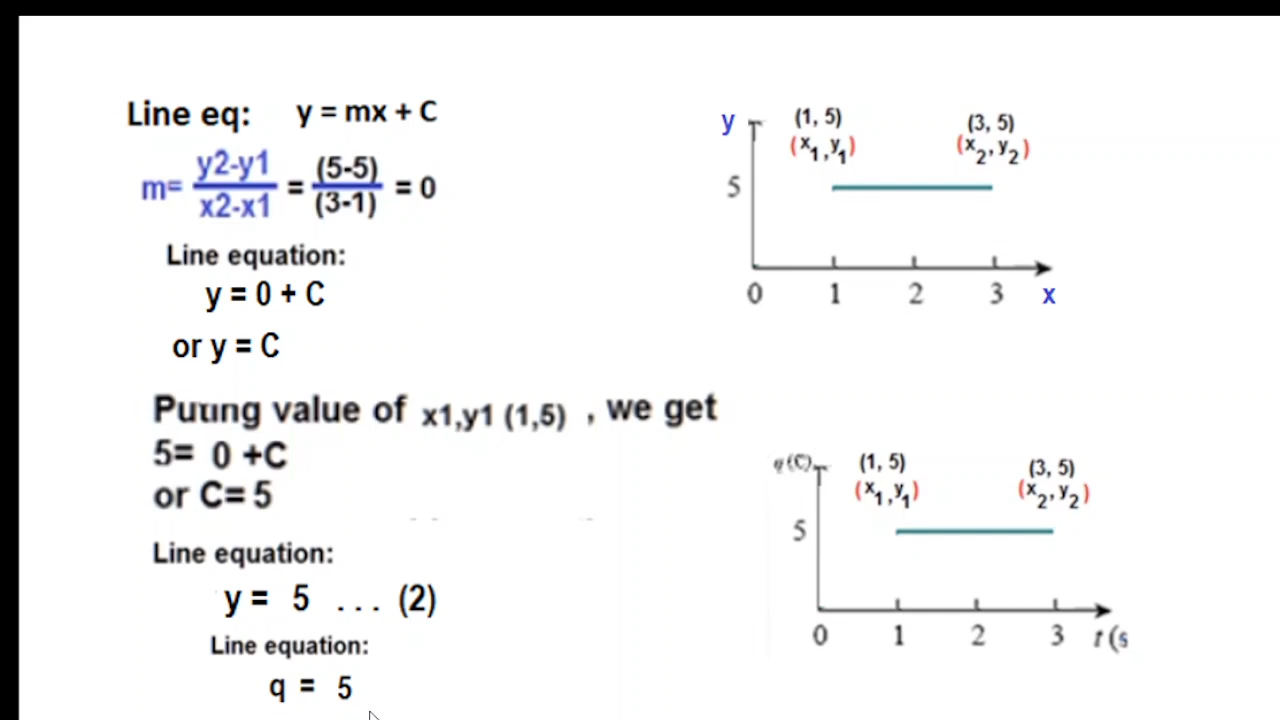 Line eq: y = mx + C
m= y2-y1 / x2-x1 = (5-5) / (3-1) = 0
Line equation:
y = 0 + C
or y = C
Putting value of x1,y1 (1,5) , we get
5= 0 +C
or C= 5
Line equation:
y = 5 ... (2)
Line equation:
q = 5
(1, 5) (3, 5)
y (x1,y1) (x2,y2)
5
0 1 2 3 x
q(C) (1, 5) (3, 5)
(x1,y1) (x2,y2)
5
0 1 2 3 t(s